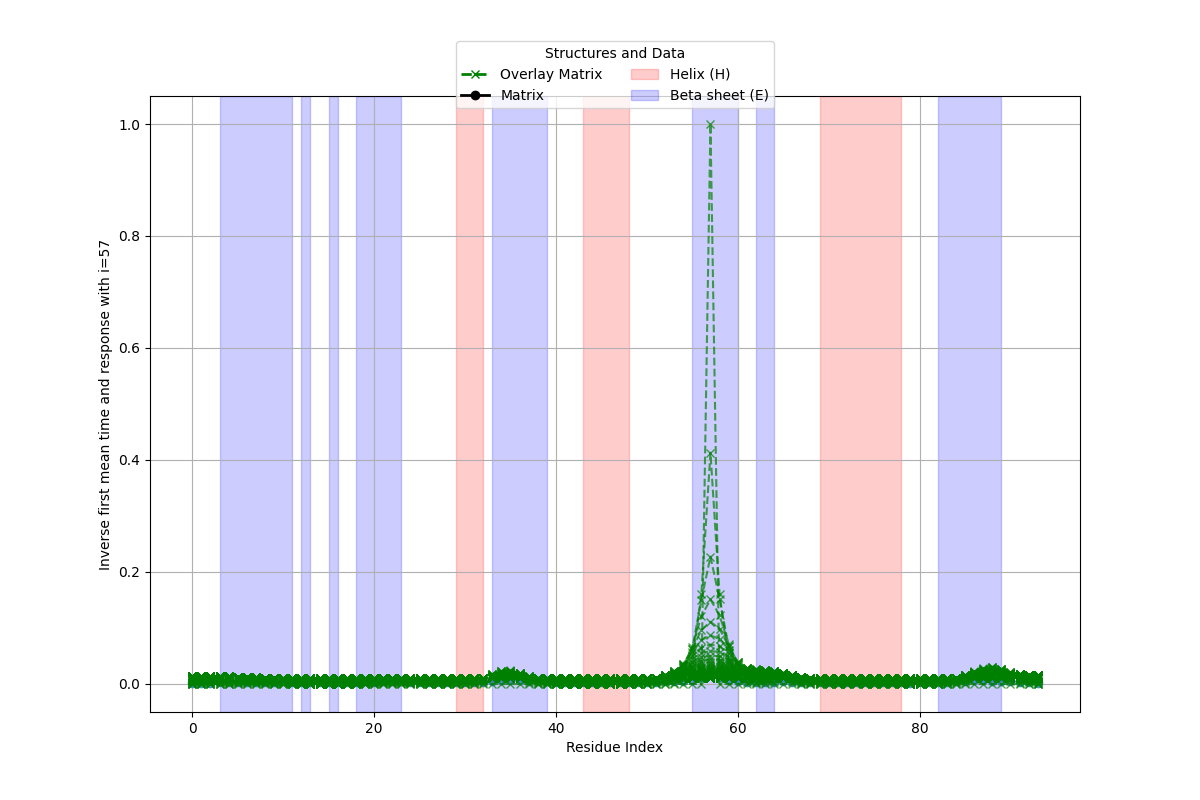 Structures and Data
Overlay Matrix
Matrix
Helix (H)
Beta sheet (E)
Inverse first mean time and response with i=57
1.0
0.8
0.6
0.4
0.2
0.0
0 20 40 60 80
Residue Index